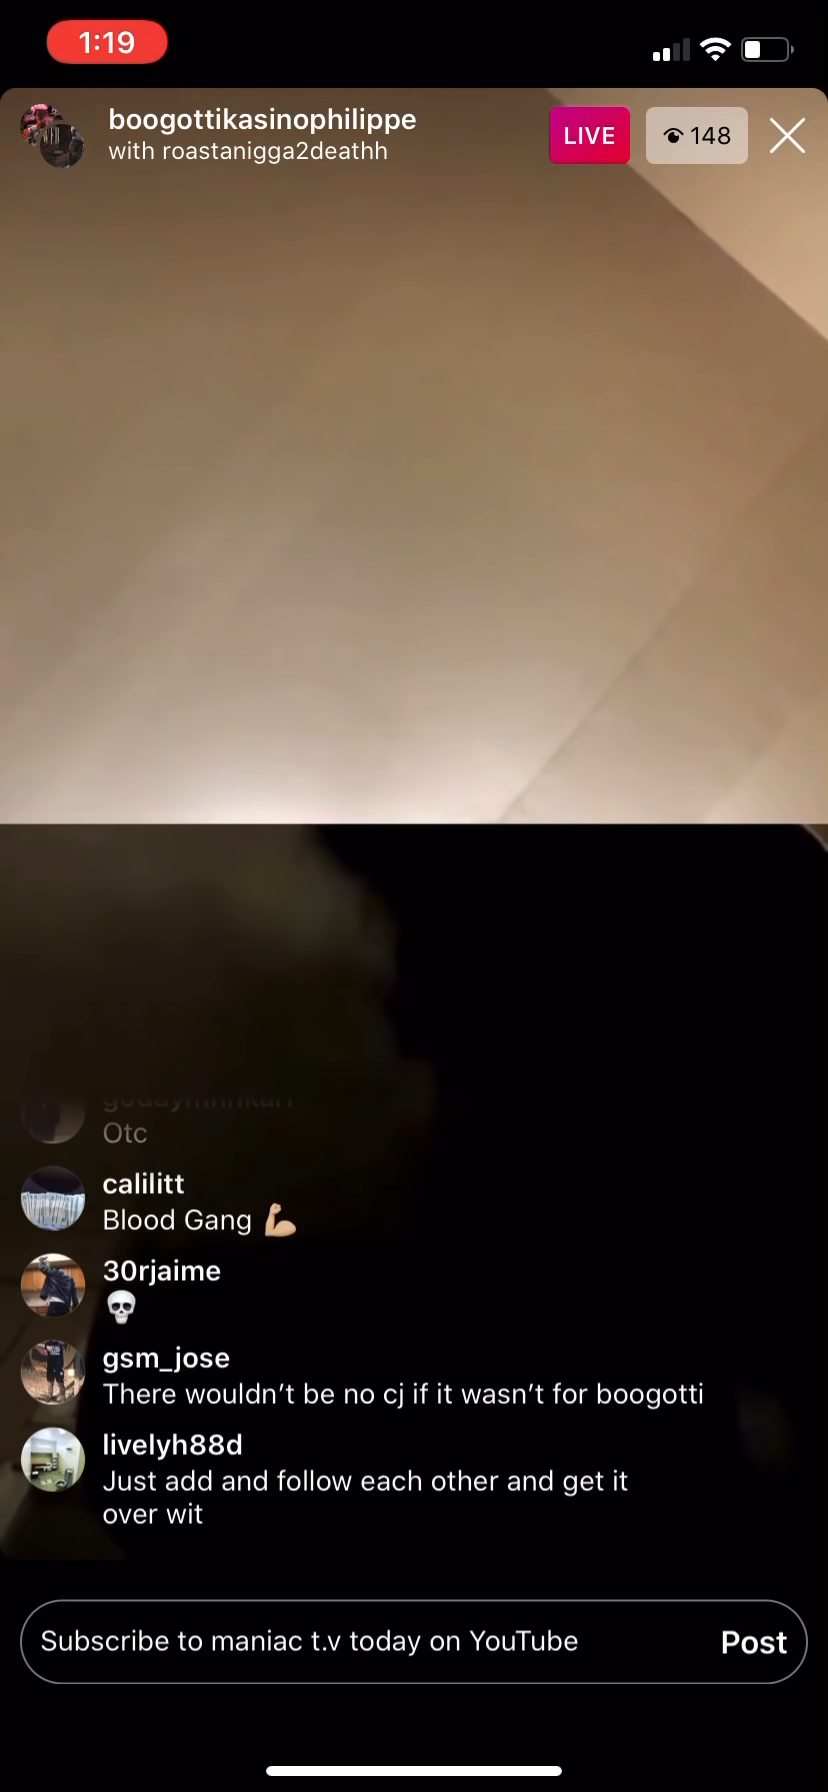 1:19
boogottikasinophilippe
with roastanigga2deathh
LIVE
148
Otc
calilitt
Blood Gang 💪🏼
30rjaime
💀
gsm_jose
There wouldn’t be no cj if it wasn’t for boogotti
livelyh88d
Just add and follow each other and get it
over wit
Subscribe to maniac t.v today on YouTube
Post